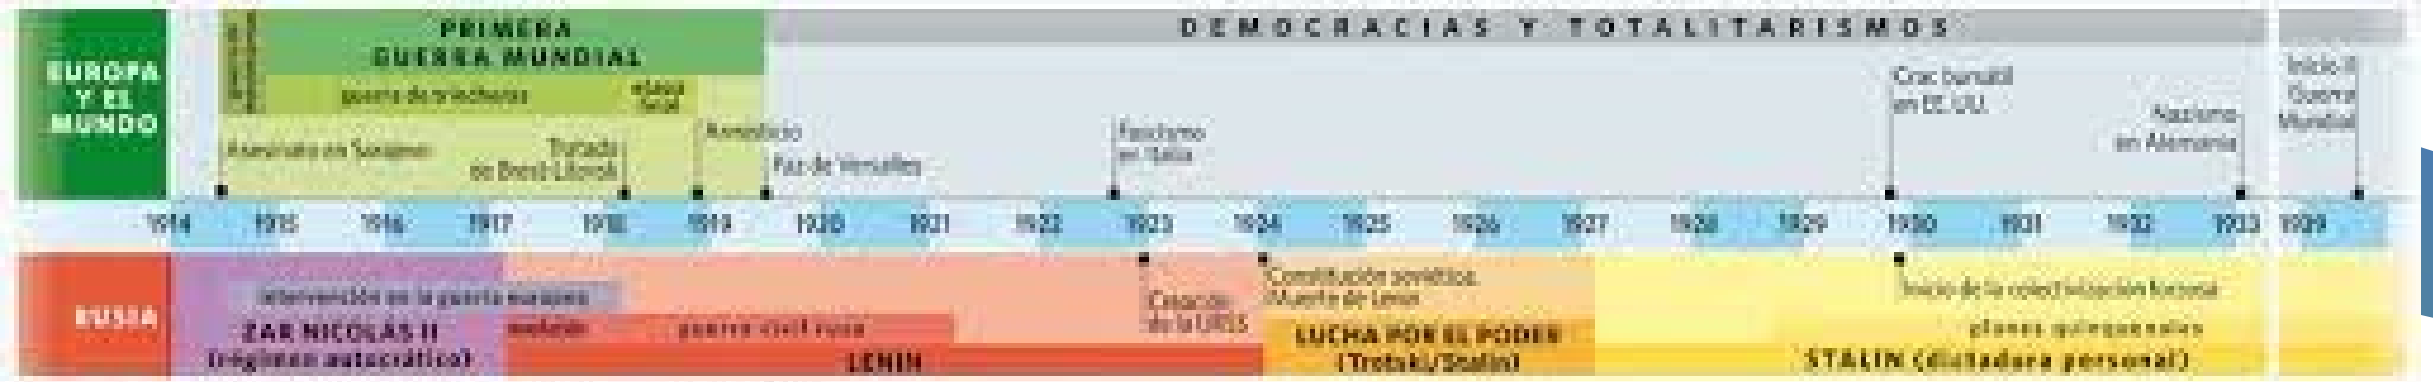 EUROPA
Y EL
MUNDO
PRIMERA
GUERRA MUNDIAL
guerra de trincheras
etapa
final
DEMOCRACIAS Y TOTALITARISMOS
Asesinato en Sarajevo
Tratado
de Brest-Litovsk
Armisticio
Paz de Versalles
Fascismo
en Italia
Crac bursátil
en EE. UU.
Nazismo
en Alemania
Inicio II
Guerra
Mundial
1914 1915 1916 1917 1918 1919 1920 1921 1922 1923 1924 1925 1926 1927 1928 1929 1930 1931 1932 1933 1939
RUSIA
intervención en la guerra europea
ZAR NICOLÁS II
(régimen autocrático)
revolución
guerra civil rusa
LENIN
Creación
de la URSS
Constitución soviética.
Muerte de Lenin
LUCHA POR EL PODER
(Trotski/Stalin)
Inicio de la colectivización forzosa
planes quinquenales
STALIN (dictadura personal)